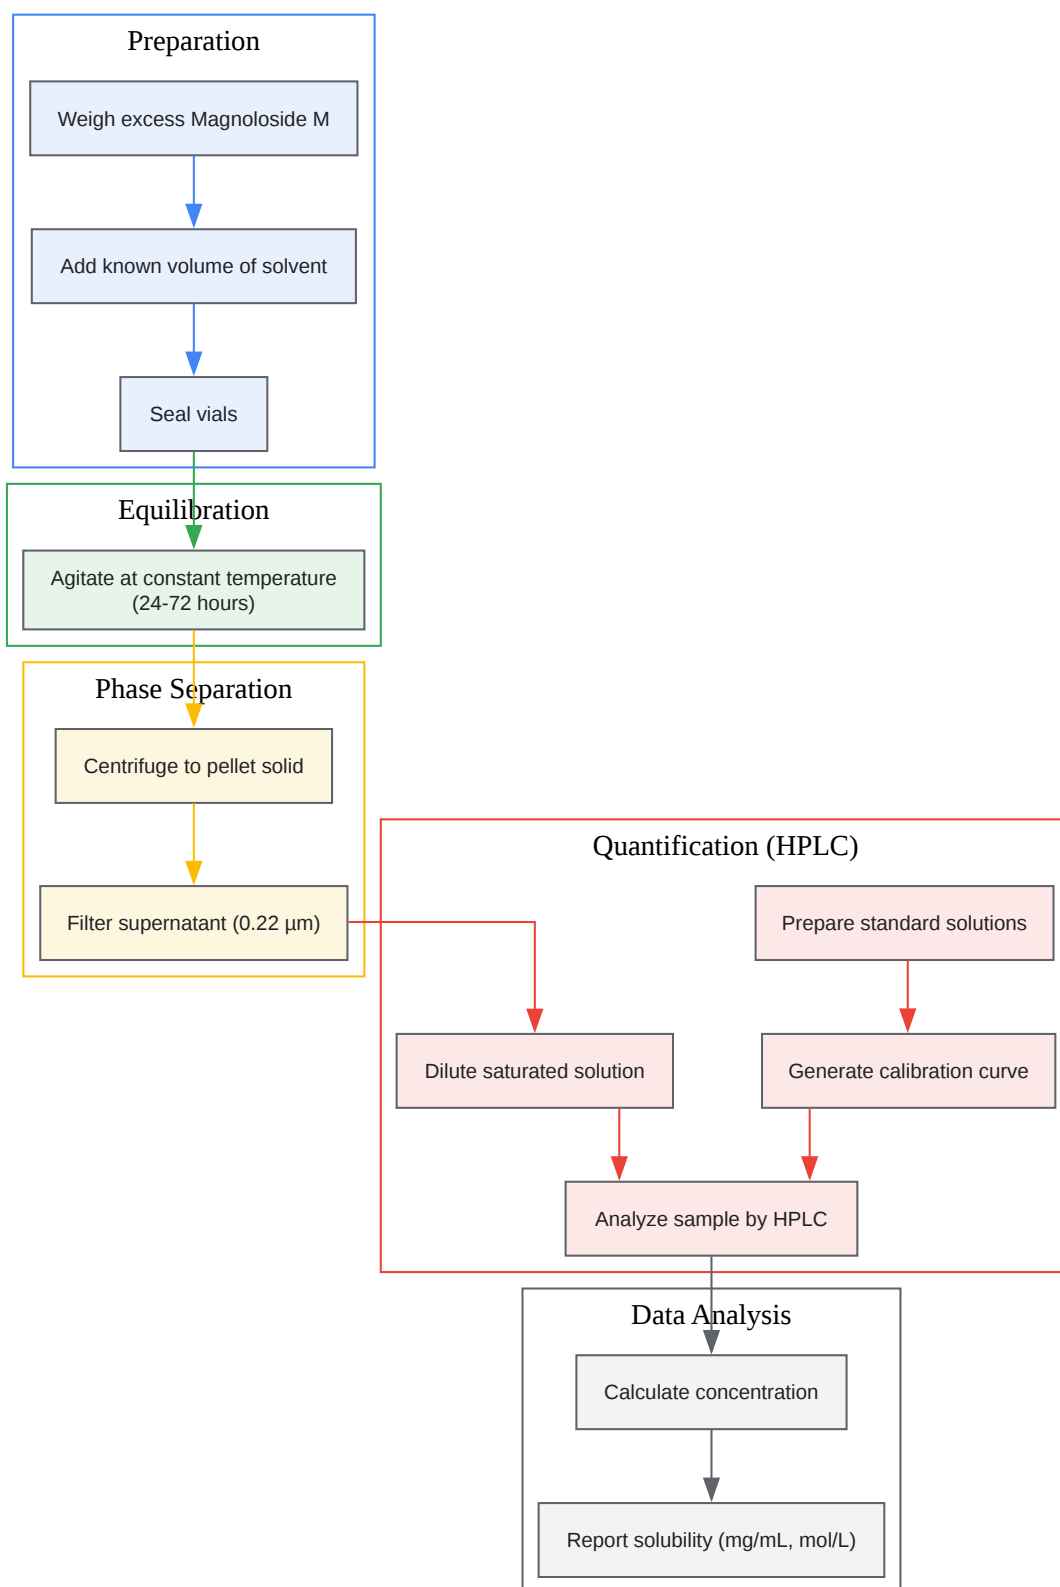 Preparation
Weigh excess Magnoloside M
Add known volume of solvent
Seal vials
Equilibration
Agitate at constant temperature
(24-72 hours)
Phase Separation
Centrifuge to pellet solid
Filter supernatant (0.22 µm)
Quantification (HPLC)
Prepare standard solutions
Dilute saturated solution
Generate calibration curve
Analyze sample by HPLC
Data Analysis
Calculate concentration
Report solubility (mg/mL, mol/L)